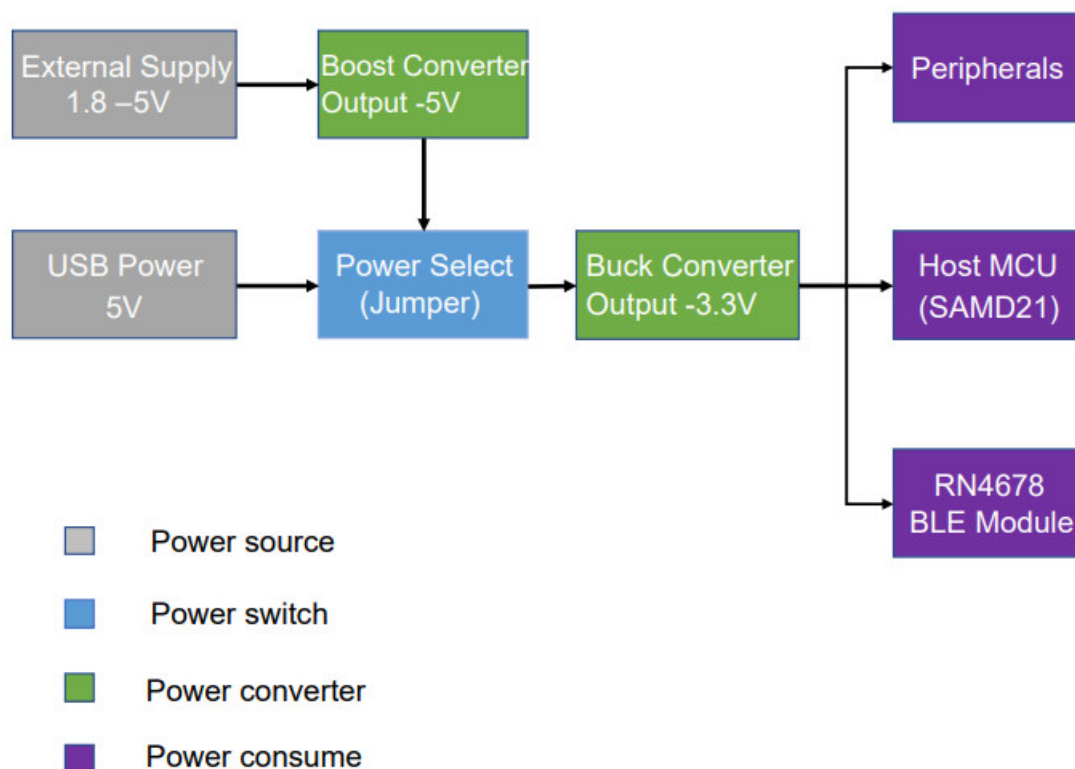 External Supply
1.8 –5V
Boost Converter
Output -5V
Peripherals
USB Power
5V
Power Select
(Jumper)
Buck Converter
Output -3.3V
Host MCU
(SAMD21)
RN4678
BLE Module
Power source
Power switch
Power converter
Power consume